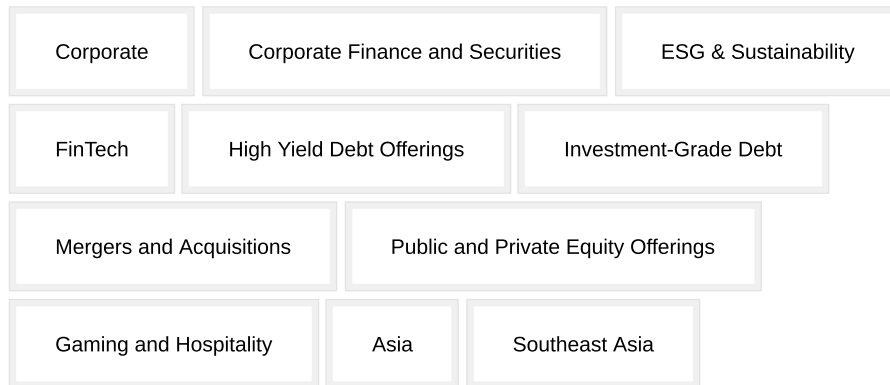 Corporate Corporate Finance and Securities ESG & Sustainability
FinTech High Yield Debt Offerings Investment-Grade Debt
Mergers and Acquisitions Public and Private Equity Offerings
Gaming and Hospitality Asia Southeast Asia